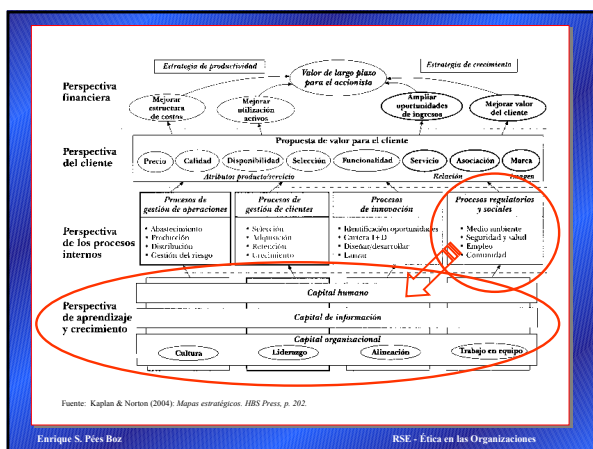 Estrategia de productividad
Estrategia de crecimiento
Valor de largo plazo
para el accionista
Perspectiva
financiera
Mejorar
estructura
de costos
Mejorar
utilización
activos
Ampliar
oportunidades
de ingresos
Mejorar valor
del cliente
Perspectiva
del cliente
Propuesta de valor para el cliente
Precio
Calidad
Disponibilidad
Selección
Funcionalidad
Servicio
Asociación
Marca
Atributos producto/servicio
Relación
Imagen
Perspectiva
de los procesos
internos
Procesos de
gestión de operaciones
• Abastecimiento
• Producción
• Distribución
• Gestión del riesgo
Procesos de
gestión de clientes
• Selección
• Adquisición
• Retención
• Crecimiento
Procesos
de innovación
• Identificación oportunidades
• Cartera I+D
• Diseñar/desarrollar
• Lanzar
Procesos regulatorios
y sociales
• Medio ambiente
• Seguridad y salud
• Empleo
• Comunidad
Perspectiva
de aprendizaje
y crecimiento
Capital humano
Capital de información
Capital organizacional
Cultura
Liderazgo
Alineación
Trabajo en equipo
Fuente: Kaplan & Norton (2004): Mapas estratégicos. HBS Press, p. 202.
Enrique S. Pées Boz
RSE - Ética en las Organizaciones